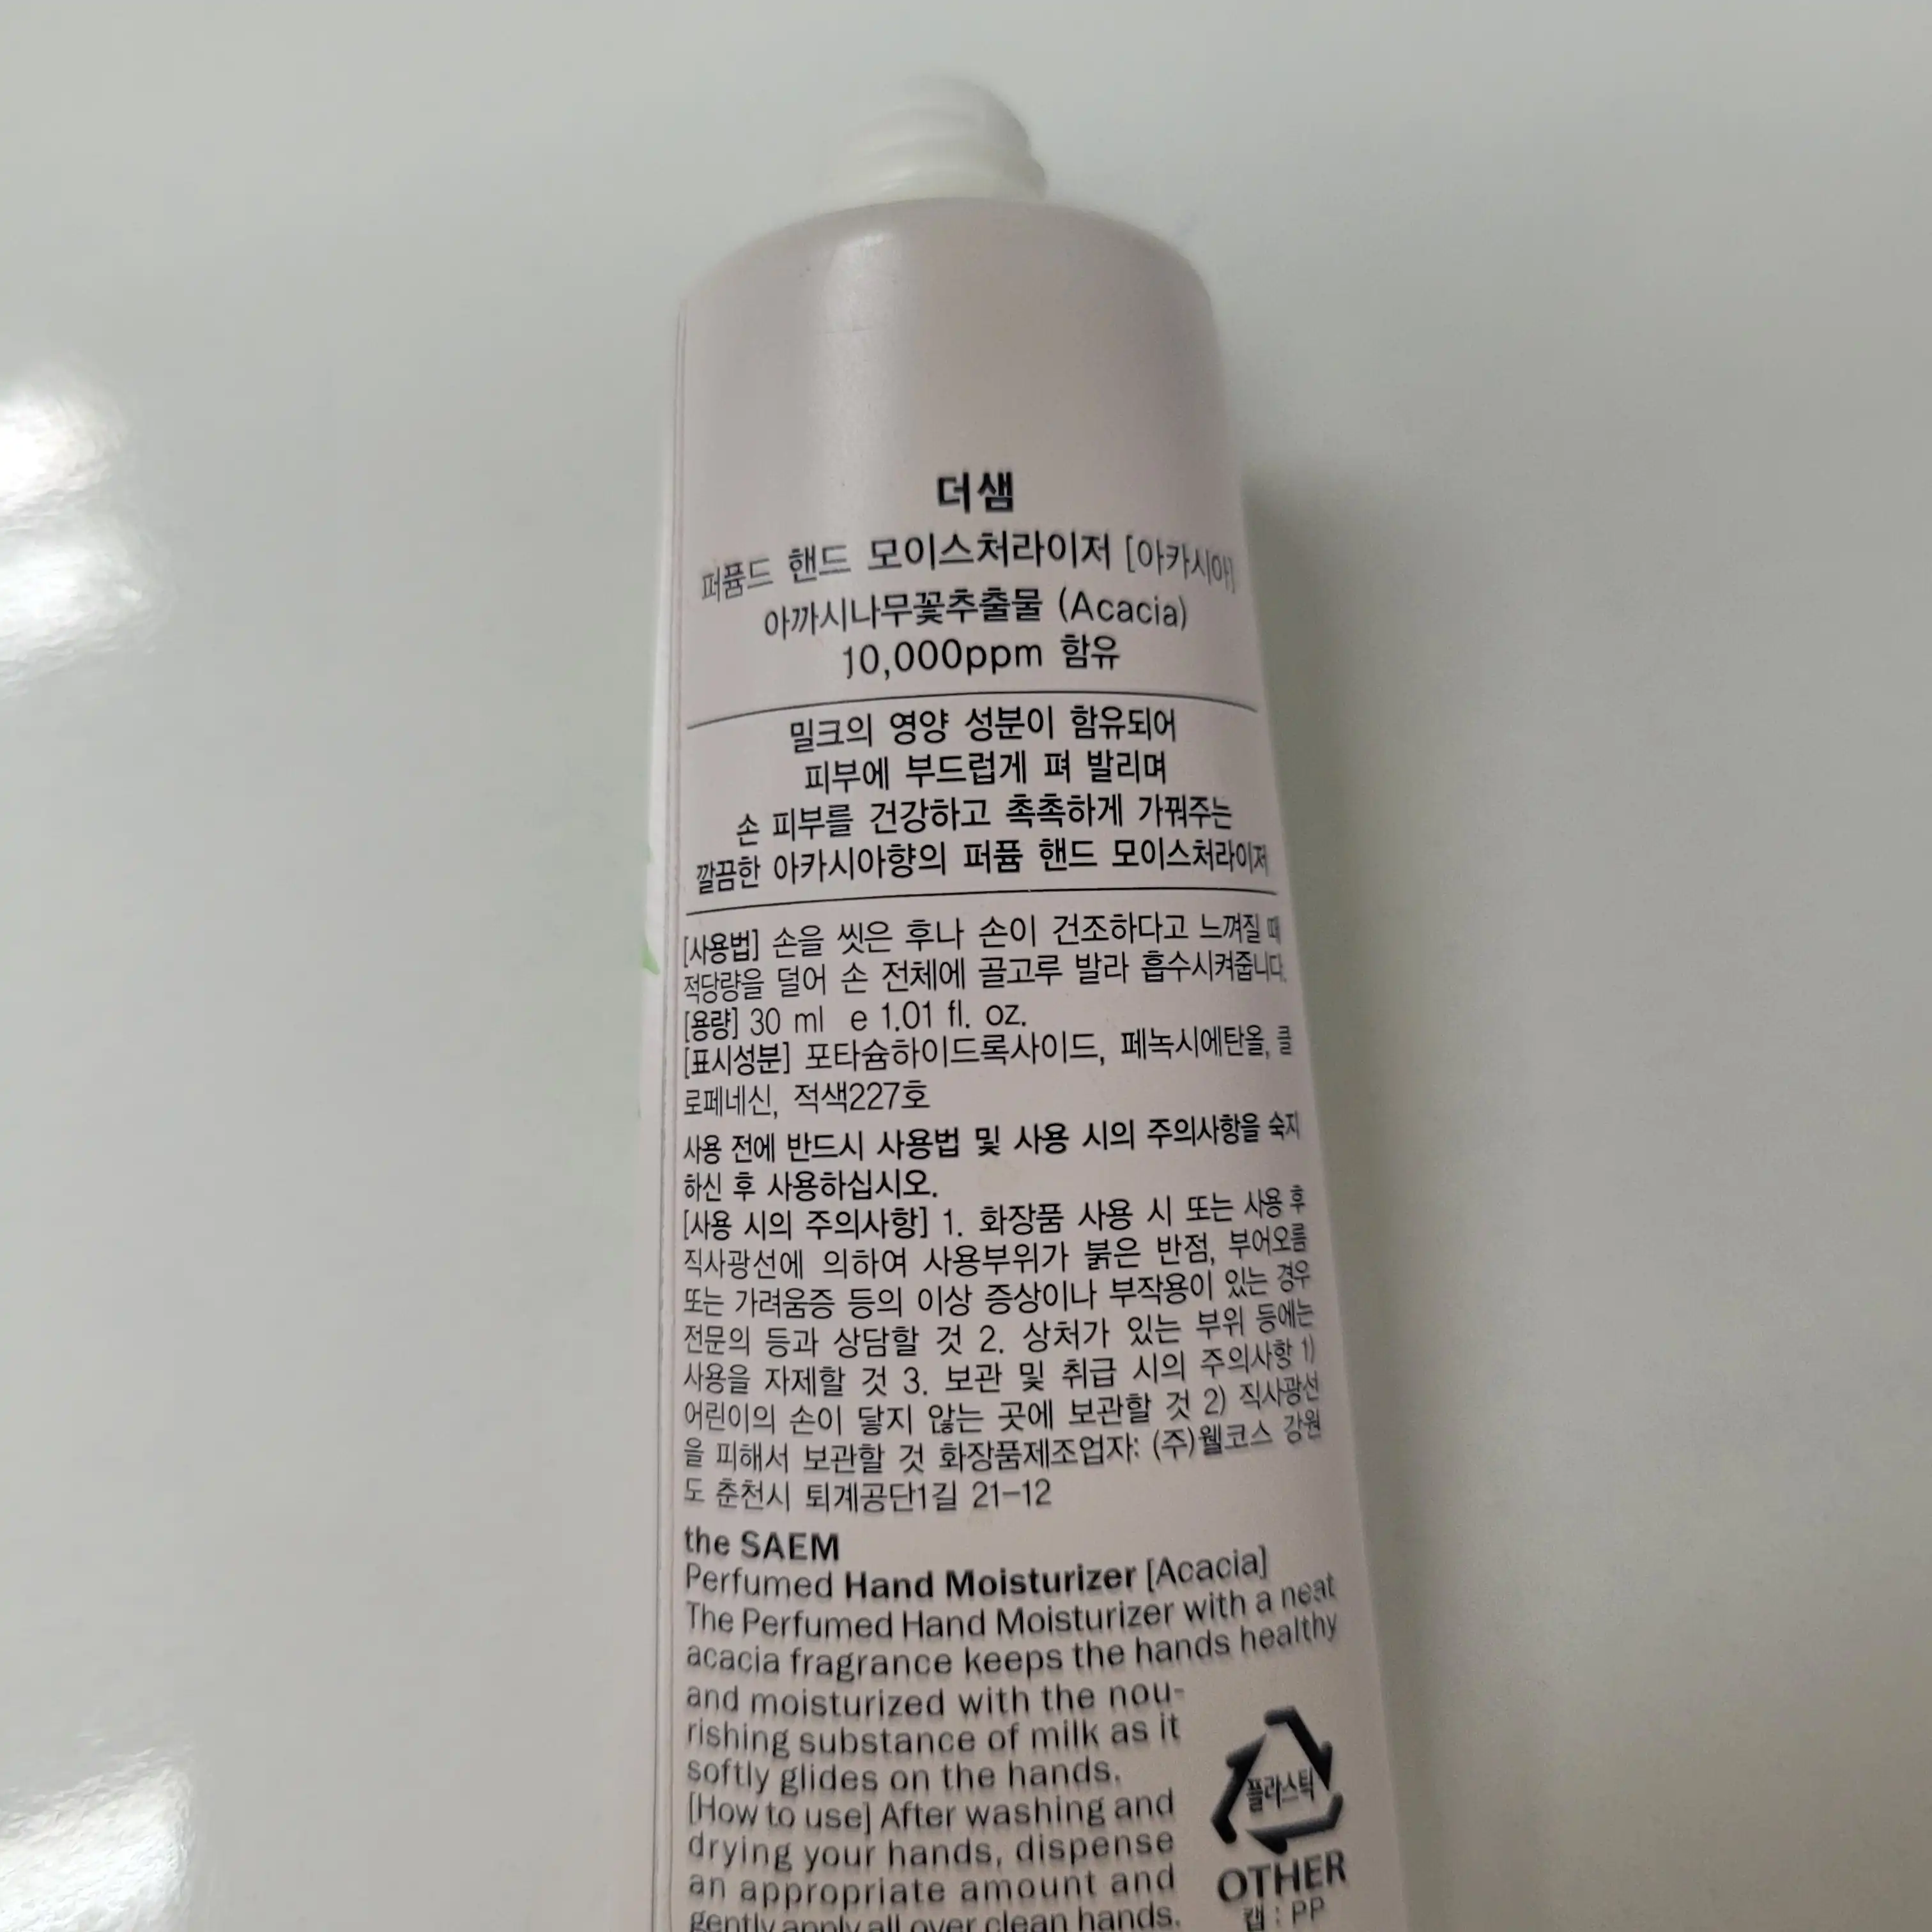 더샘
퍼퓸드 핸드 모이스처라이저 [아카시아]
아까시나무꽃추출물 (Acacia)
10,000ppm 함유
밀크의 영양 성분이 함유되어
피부에 부드럽게 펴 발리며
손 피부를 건강하고 촉촉하게 가꿔주는
깔끔한 아카시아향의 퍼퓸 핸드 모이스처라이저
[사용법] 손을 씻은 후나 손이 건조하다고 느껴질 때
적당량을 덜어 손 전체에 골고루 발라 흡수시켜줍니다.
[용량] 30 ml e 1.01 fl. oz.
[표시성분] 포타슘하이드록사이드, 페녹시에탄올, 클
로페네신, 적색227호
사용 전에 반드시 사용법 및 사용 시의 주의사항을 숙지
하신 후 사용하십시오.
[사용 시의 주의사항] 1. 화장품 사용 시 또는 사용 후
직사광선에 의하여 사용부위가 붉은 반점, 부어오름
또는 가려움증 등의 이상 증상이나 부작용이 있는 경우
전문의 등과 상담할 것 2. 상처가 있는 부위 등에는
사용을 자제할 것 3. 보관 및 취급 시의 주의사항 1)
어린이의 손이 닿지 않는 곳에 보관할 것 2) 직사광선
을 피해서 보관할 것 화장품제조업자: (주)웰코스 강원
도 춘천시 퇴계공단1길 21-12
the SAEM
Perfumed Hand Moisturizer [Acacia]
The Perfumed Hand Moisturizer with a neat
acacia fragrance keeps the hands healthy
and moisturized with the nou-
rishing substance of milk as it
softly glides on the hands.
[How to use] After washing and
drying your hands, dispense
an appropriate amount and
gently apply all over clean hands.
플라스틱
OTHER
캡 : PP